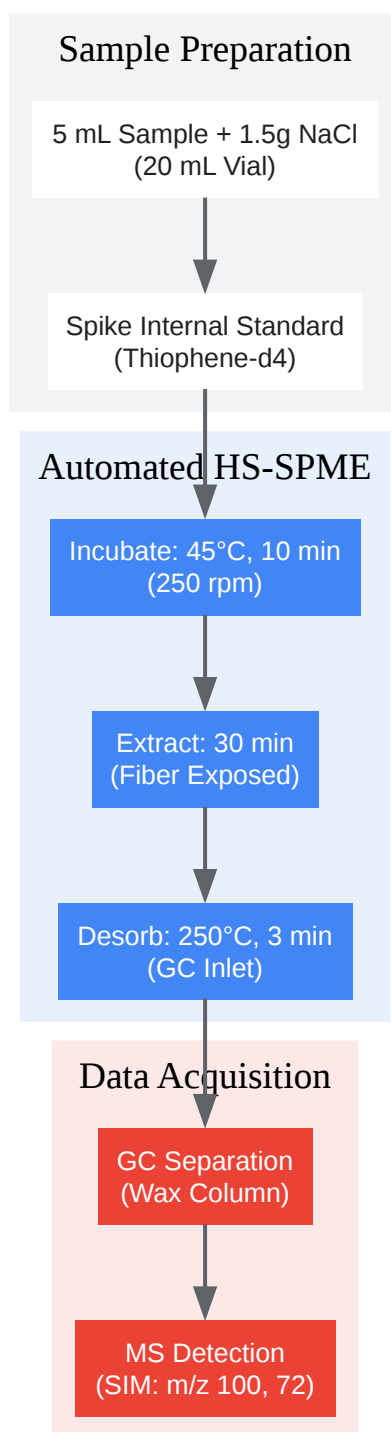 Sample Preparation
5 mL Sample + 1.5g NaCl
(20 mL Vial)
Spike Internal Standard
(Thiophene-d4)
Automated HS-SPME
Incubate: 45°C, 10 min
(250 rpm)
Extract: 30 min
(Fiber Exposed)
Desorb: 250°C, 3 min
(GC Inlet)
Data Acquisition
GC Separation
(Wax Column)
MS Detection
(SIM: m/z 100, 72)